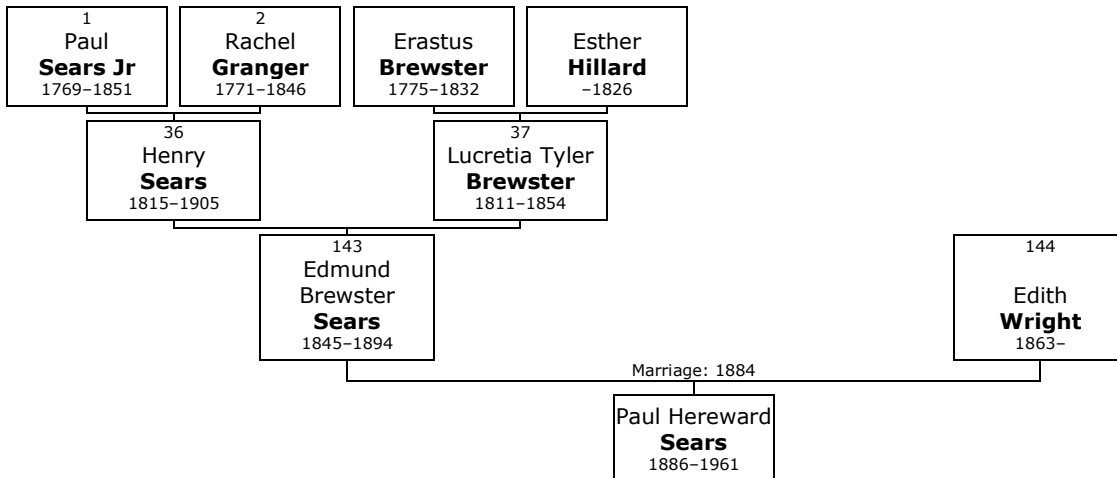 1
Paul
Sears Jr
1769–1851
2
Rachel
Granger
1771–1846
Erastus
Brewster
1775–1832
Esther
Hillard
–1826
36
Henry
Sears
1815–1905
37
Lucretia Tyler
Brewster
1811–1854
143
Edmund
Brewster
Sears
1845–1894
144
Edith
Wright
1863–
Marriage: 1884
Paul Hereward
Sears
1886–1961